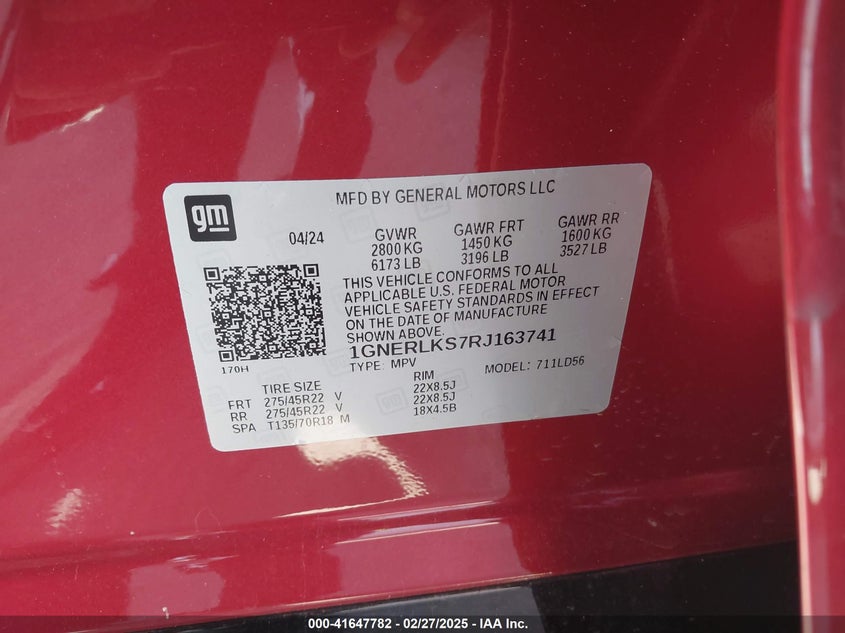 gm
MFD BY GENERAL MOTORS LLC
04/24
GVWR
2800 KG
6173 LB
GAWR FRT
1450 KG
3196 LB
GAWR RR
1600 KG
3527 LB
THIS VEHICLE CONFORMS TO ALL
APPLICABLE U.S. FEDERAL MOTOR
VEHICLE SAFETY STANDARDS IN EFFECT
ON THE DATE OF MANUFACTURE
SHOWN ABOVE.
1GNERLKS7RJ163741
170H
TYPE: MPV
MODEL: 711LD56
TIRE SIZE
RIM
FRT 275/45R22 V 22X8.5J
RR 275/45R22 V 22X8.5J
SPA T135/70R18 M 18X4.5B
000-41647782 - 02/27/2025 - IAA Inc.